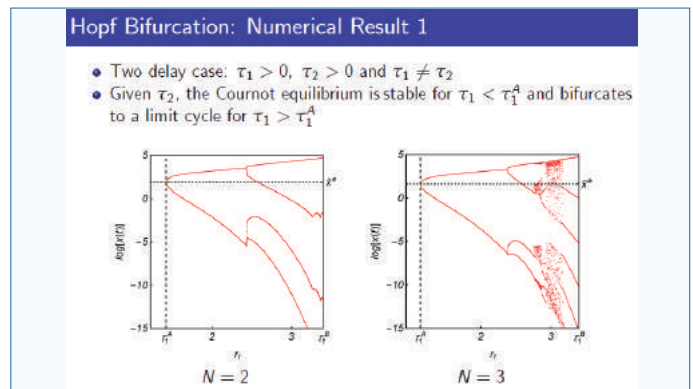 Hopf Bifurcation: Numerical Result 1
Two delay case: τ₁ > 0, τ₂ > 0 and τ₁ ≠ τ₂
Given τ₂, the Cournot equilibrium is stable for τ₁ < τ₁ᴬ and bifurcates
to a limit cycle for τ₁ > τ₁ᴬ
log[x(t)]
5
0
-5
-10
-15
τ₁ᴬ
2
3
τ₁ᴮ
τ₁
N = 2
log[x(t)]
5
0
-5
-10
-15
τ₁ᴬ
2
3
τ₁ᴮ
τ₁
N = 3